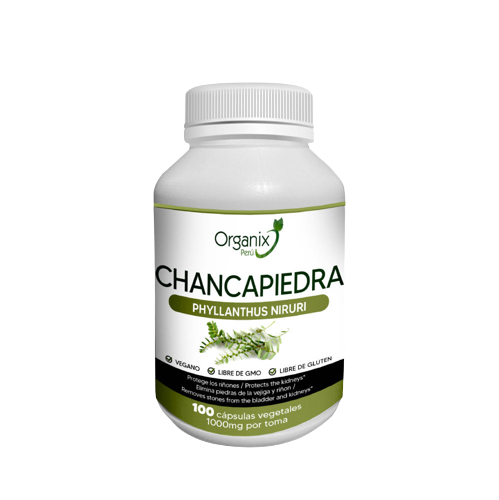 Organix
Perú
CHANCAPIEDRA
PHYLLANTHUS NIRURI
VEGANO LIBRE DE GMO LIBRE DE GLUTEN
Protege los riñones / Protects the kidneys*
Elimina piedras de la vejiga y riñon /
Removes stones from the bladder and kidneys*
100 cápsulas vegetales
1000mg por toma